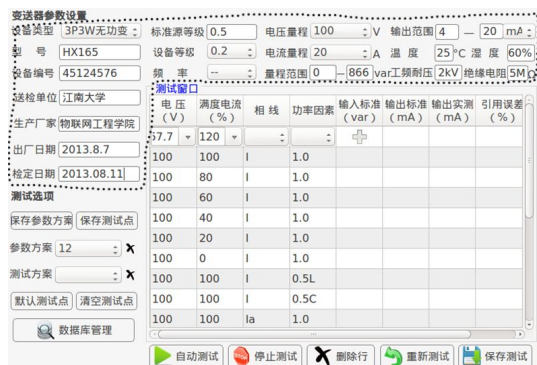 变送器参数设置
设备类型 3P3W无功变 标准源等级 0.5 电压量程 100 V 输出范围 4 — 20 mA
型 号 HX165 设备等级 0.2 电流量程 20 A 温 度 25 °C 湿 度 60%
设备编号 45124576 频 率 -- 量程范围 0 — 866 var 工频耐压 2kV 绝缘电阻 5M Ω
送检单位 江南大学
生产厂家 物联网工程学院
出厂日期 2013.8.7
检定日期 2013.08.11
测试选项
保存参数方案 保存测试点
参数方案 12
测试方案
默认测试点 清空测试点
数据库管理
测试窗口
电 压 (V) 满度电流 (%) 相 线 功率因素 输入标准 (var) 输出标准 (mA) 输出实测 (mA) 引用误差 (%)
57.7 120
100 100 I 1.0
100 80 I 1.0
100 60 I 1.0
100 40 I 1.0
100 20 I 1.0
100 0 I 1.0
100 100 I 0.5L
100 100 I 0.5C
100 100 Ia 1.0
自动测试 STOP 停止测试 删除行 重新测试 保存测试